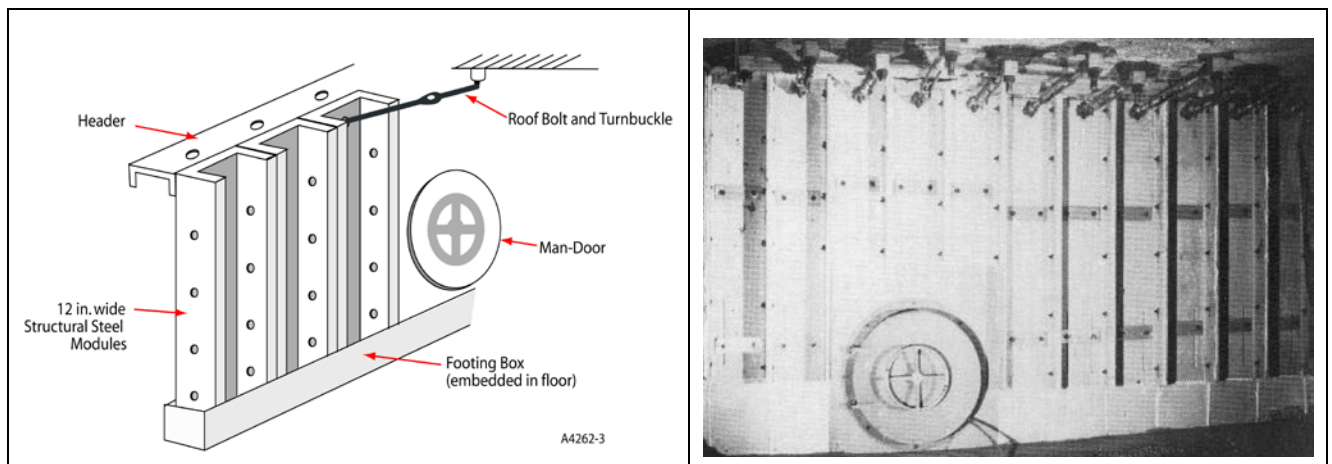 Header
Roof Bolt and Turnbuckle
Man-Door
12 in. wide
Structural Steel
Modules
Footing Box
(embedded in floor)
A4262-3